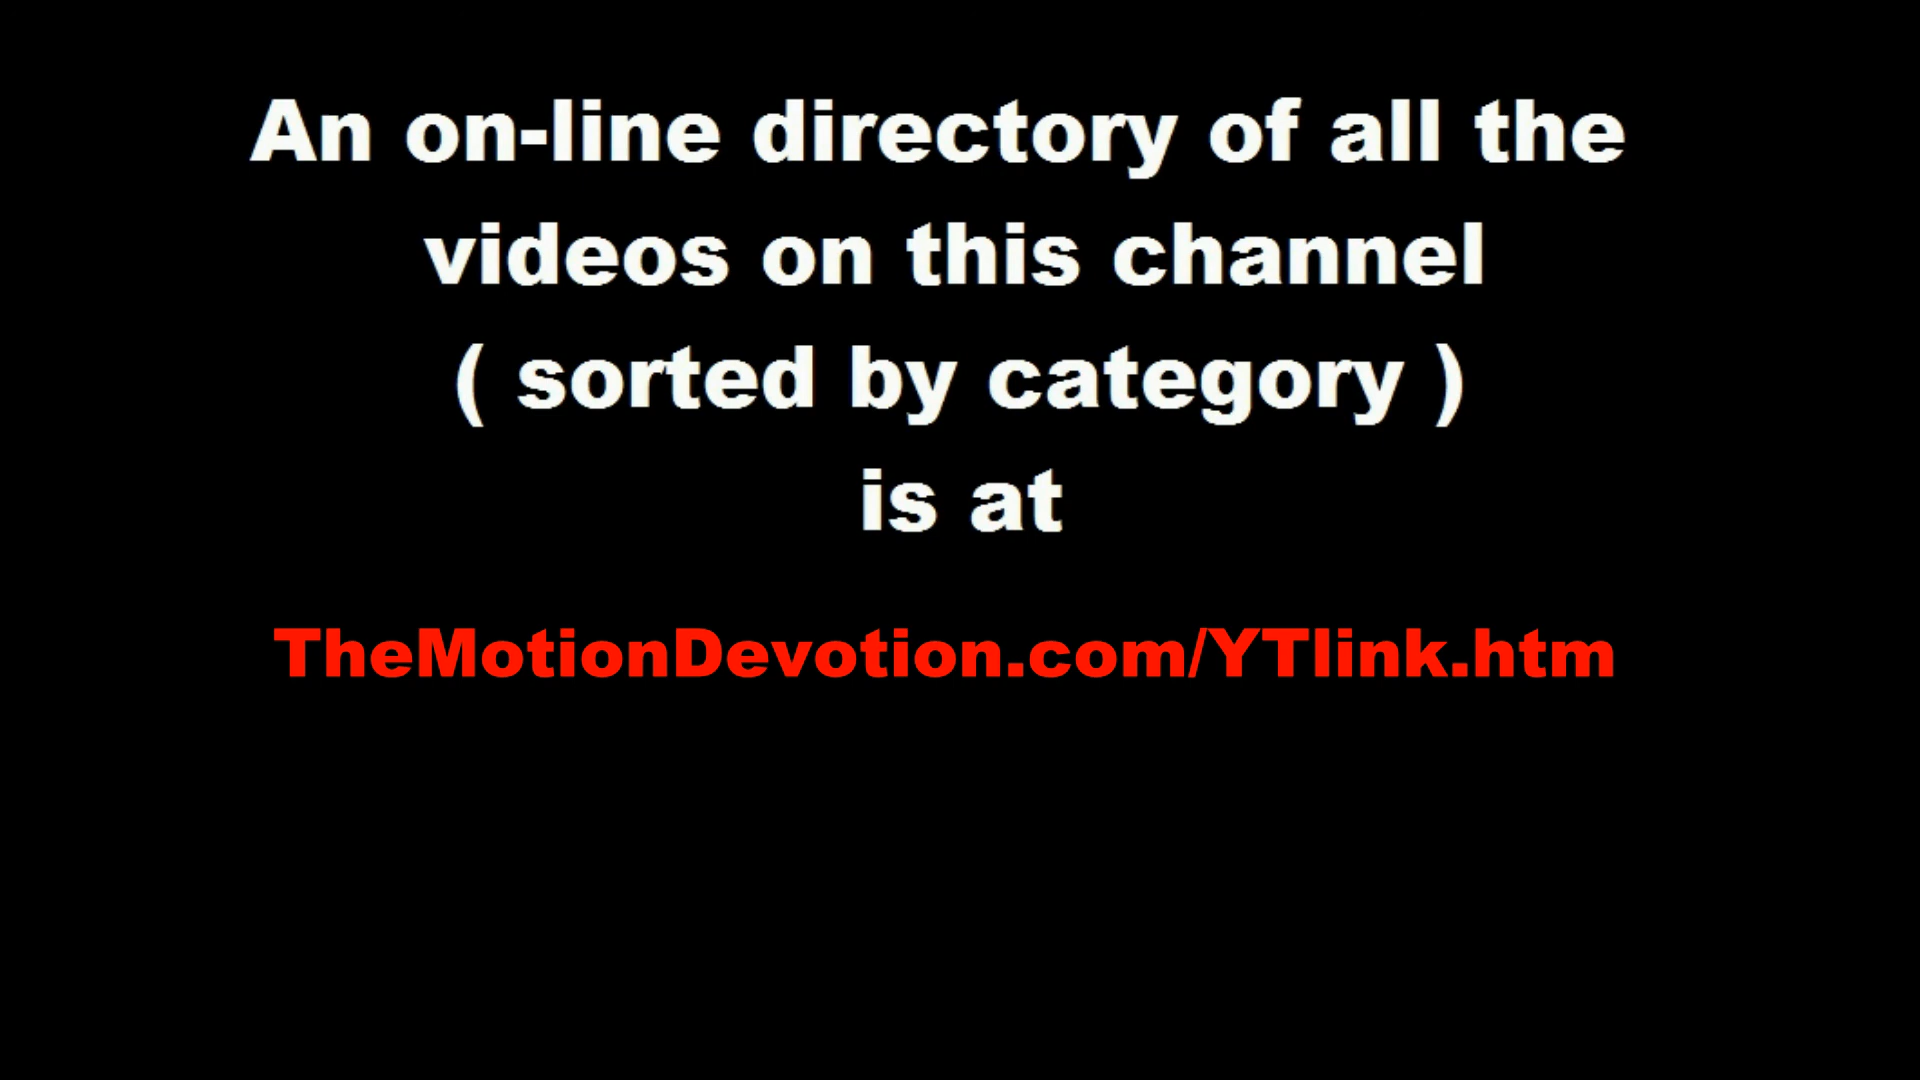 An on-line directory of all the
videos on this channel
( sorted by category )
is at
TheMotionDevotion.com/YTlink.htm